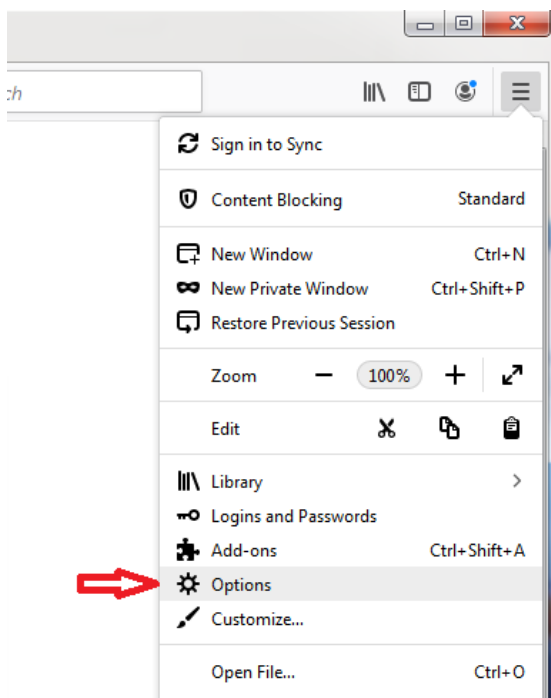 ch
Sign in to Sync
Content Blocking Standard
New Window Ctrl+N
New Private Window Ctrl+Shift+P
Restore Previous Session
Zoom − 100% +
Edit
Library >
Logins and Passwords
Add-ons Ctrl+Shift+A
Options
Customize...
Open File... Ctrl+O